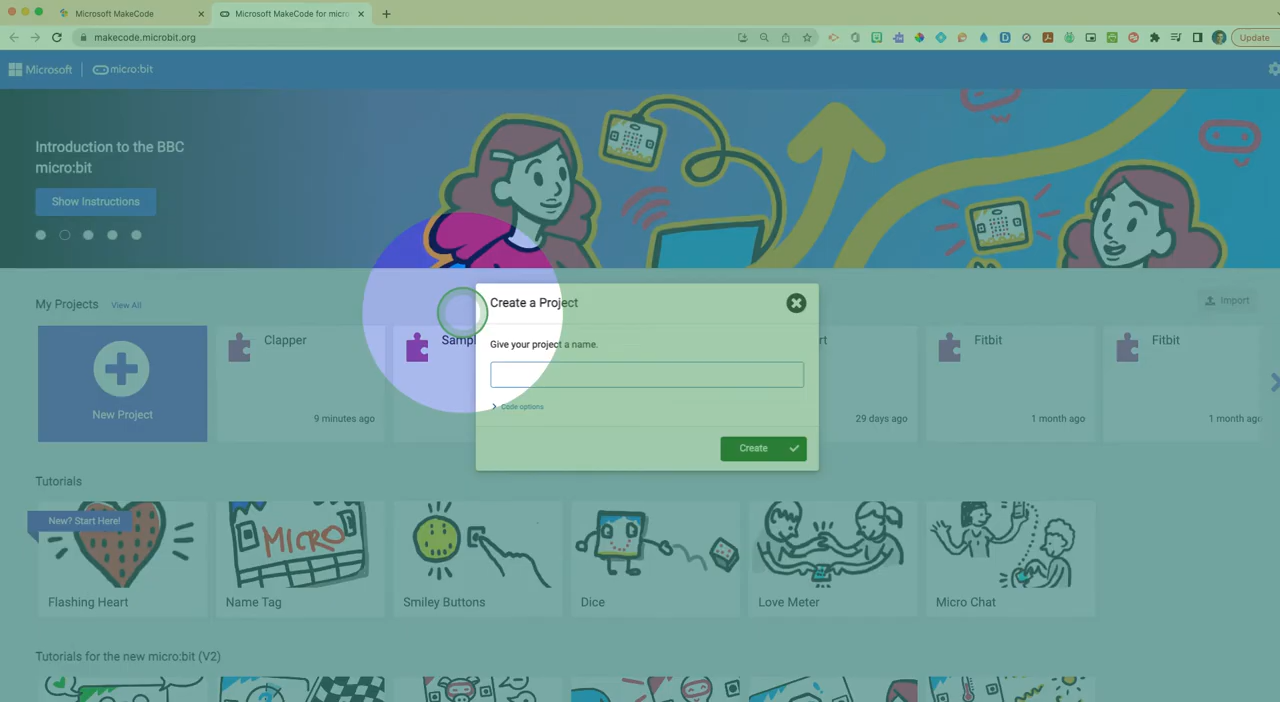 Microsoft MakeCode
Microsoft MakeCode for micro
makecode.microbit.org
Update
Microsoft
micro:bit
Introduction to the BBC
micro:bit
Show Instructions
My Projects
View All
Import
New Project
Clapper
9 minutes ago
Sampl
29 days ago
Fitbit
1 month ago
Fitbit
1 month ago
Create a Project
Give your project a name.
Code options
Create
Tutorials
New? Start Here!
MICRO
Flashing Heart
Name Tag
Smiley Buttons
Dice
Love Meter
Micro Chat
Tutorials for the new micro:bit (V2)